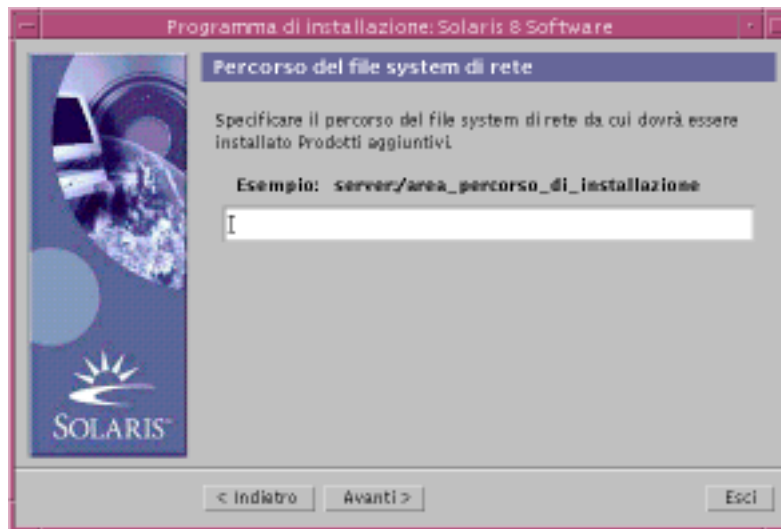 Programma di installazione: Solaris 8 Software
Percorso del file system di rete
Specificare il percorso del file system di rete da cui dovrà essere
installato Prodotti aggiuntivi.
Esempio: server:/area_percorso_di_installazione
SOLARIS™
< Indietro
Avanti >
Esci